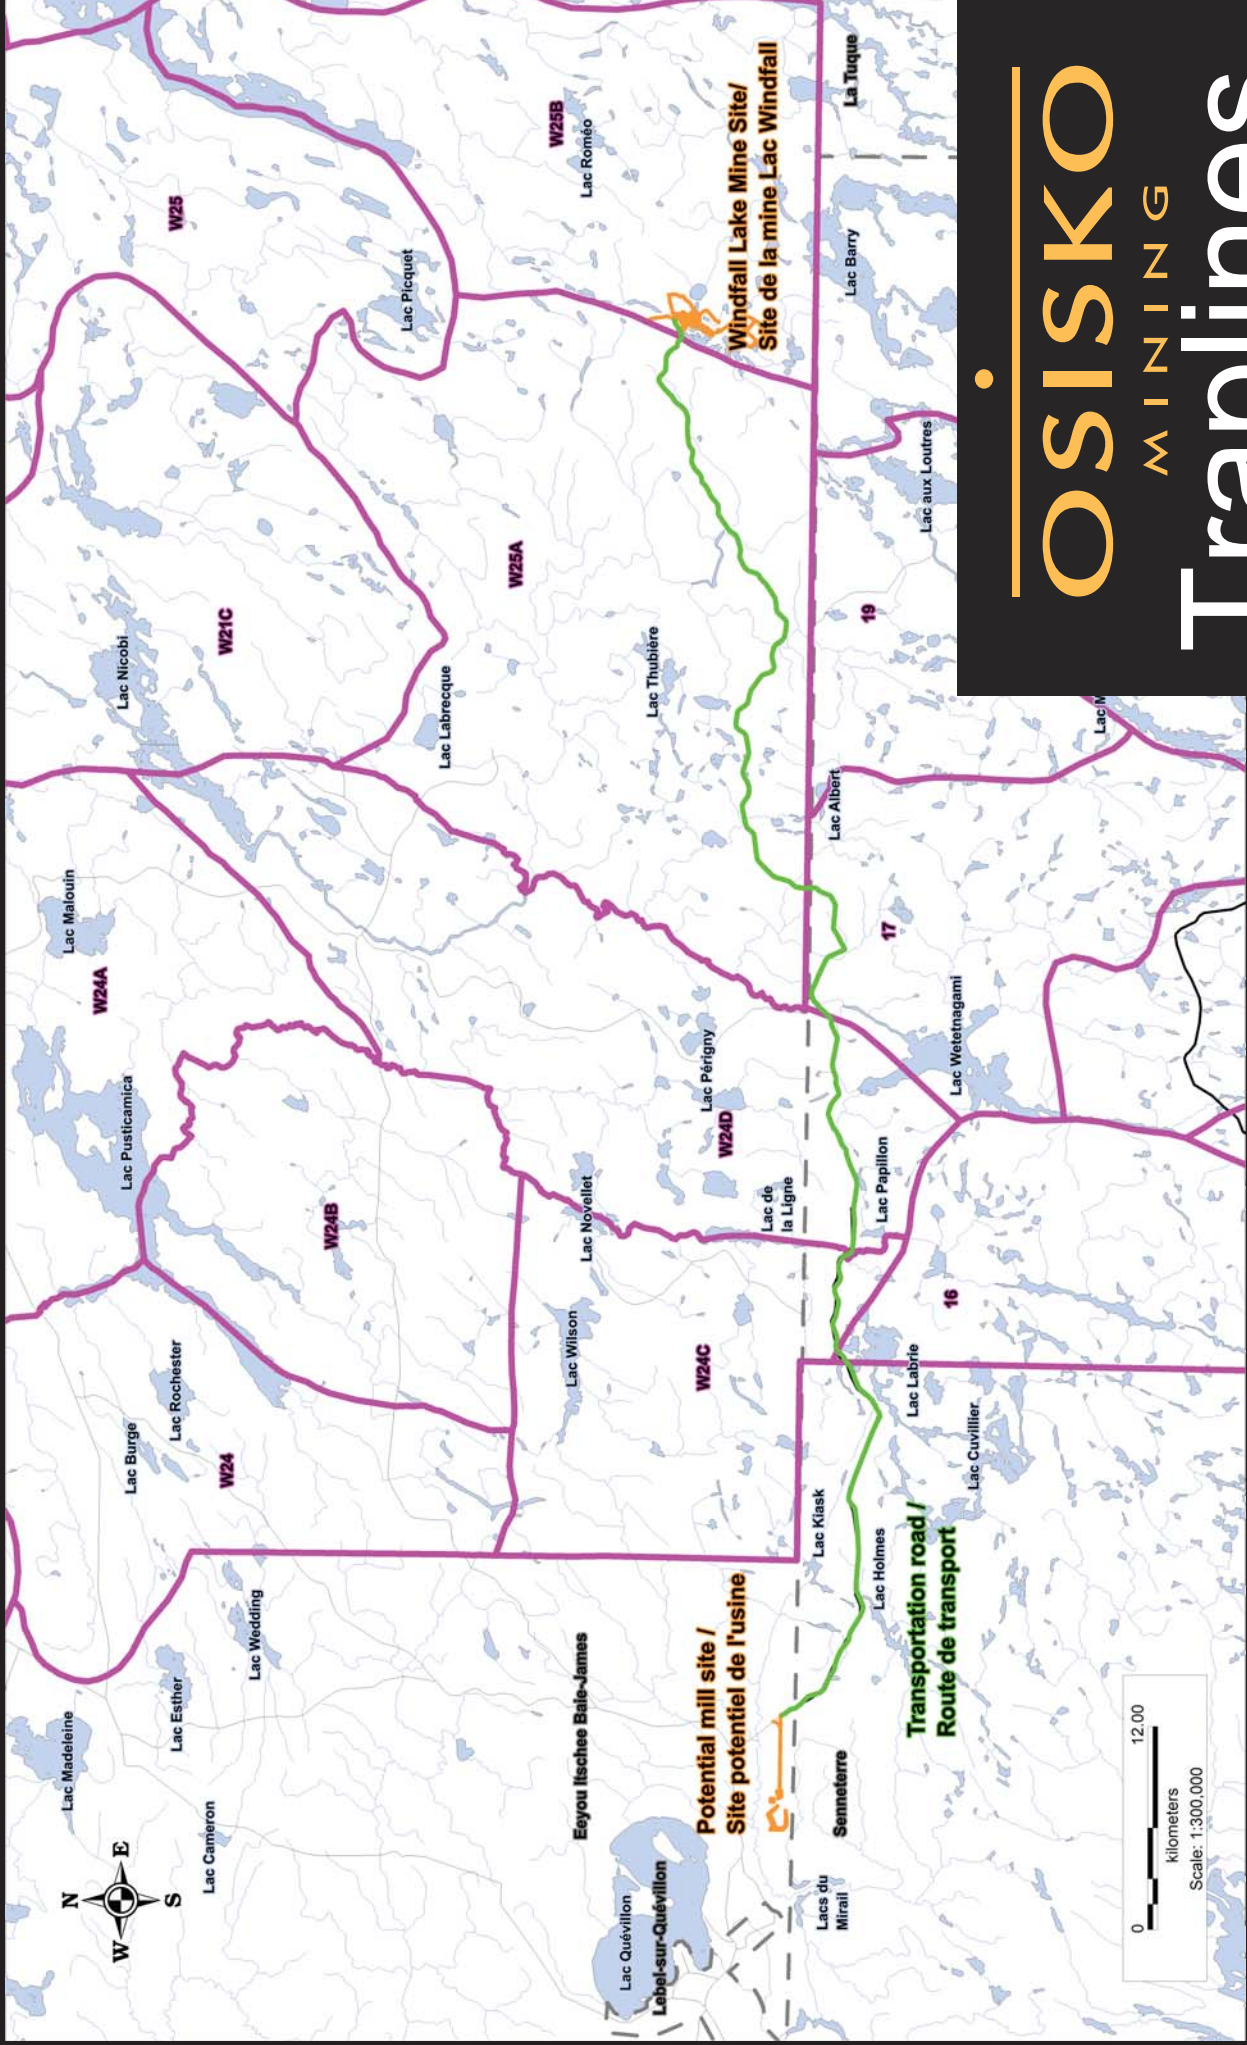 OSISKO
MINING
Traplines
N
W
E
S
Lac Madeleine
Lac Esther
Lac Cameron
Lac Wedding
Lac Burge
Lac Rochester
W24
Lac Pusticamica
W24A
Lac Malouin
W24B
Lac Nicobi
W21C
W25
Lac Labrecque
Lac Picquet
W25A
W25B
Lac Roméo
Lac Novellet
Lac Wilson
W24C
W24D
Lac Périgny
Lac de
la Ligne
Lac Thubière
Eeyou Itschee Baie-James
Lac Quévillon
Lebel-sur-Quévillon
Potential mill site /
Site potentiel de l'usine
Windfall Lake Mine Site/
Site de la mine Lac Windfall
Lacs du
Mirail
Senneterre
Lac Kiask
Lac Holmes
Transportation road /
Route de transport
Lac Labrie
Lac Cuvillier
16
Lac Papillon
Lac Wetetnagami
17
Lac Albert
19
Lac aux Loutres
Lac Barry
La Tuque
0
12.00
kilometers
Scale: 1:300,000